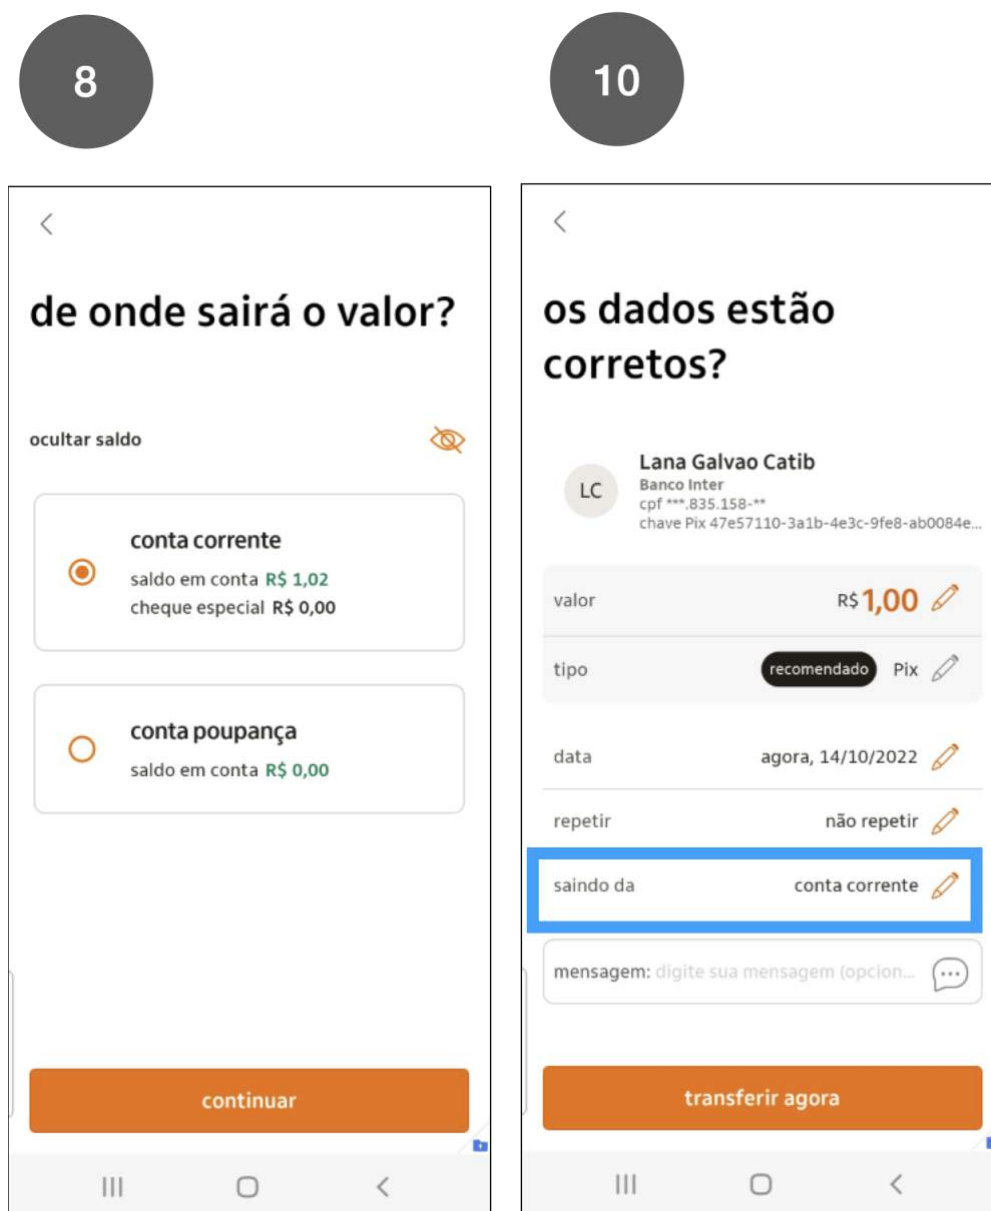 8
de onde sairá o valor?
ocultar saldo
conta corrente
saldo em conta R$ 1,02
cheque especial R$ 0,00
conta poupança
saldo em conta R$ 0,00
continuar
10
os dados estão
corretos?
LC
Lana Galvao Catib
Banco Inter
cpf ***.835.158-**
chave Pix 47e57110-3a1b-4e3c-9fe8-ab0084e...
valor R$ 1,00
tipo recomendado Pix
data agora, 14/10/2022
repetir não repetir
saindo da conta corrente
mensagem: digite sua mensagem (opcion...
transferir agora